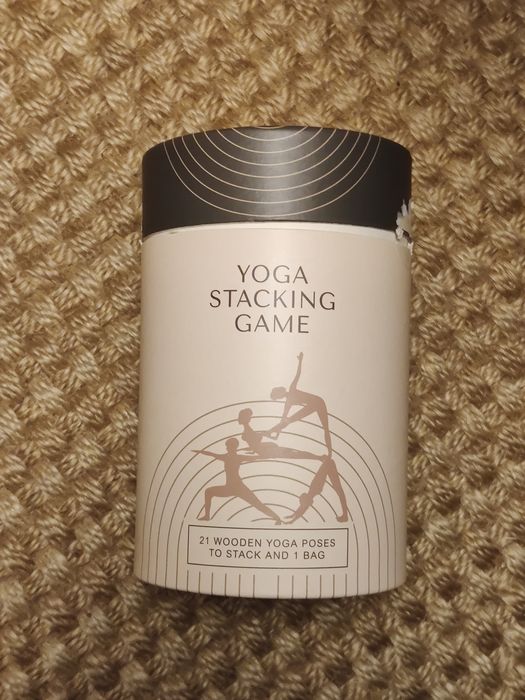 YOGA
STACKING
GAME
21 WOODEN YOGA POSES
TO STACK AND 1 BAG